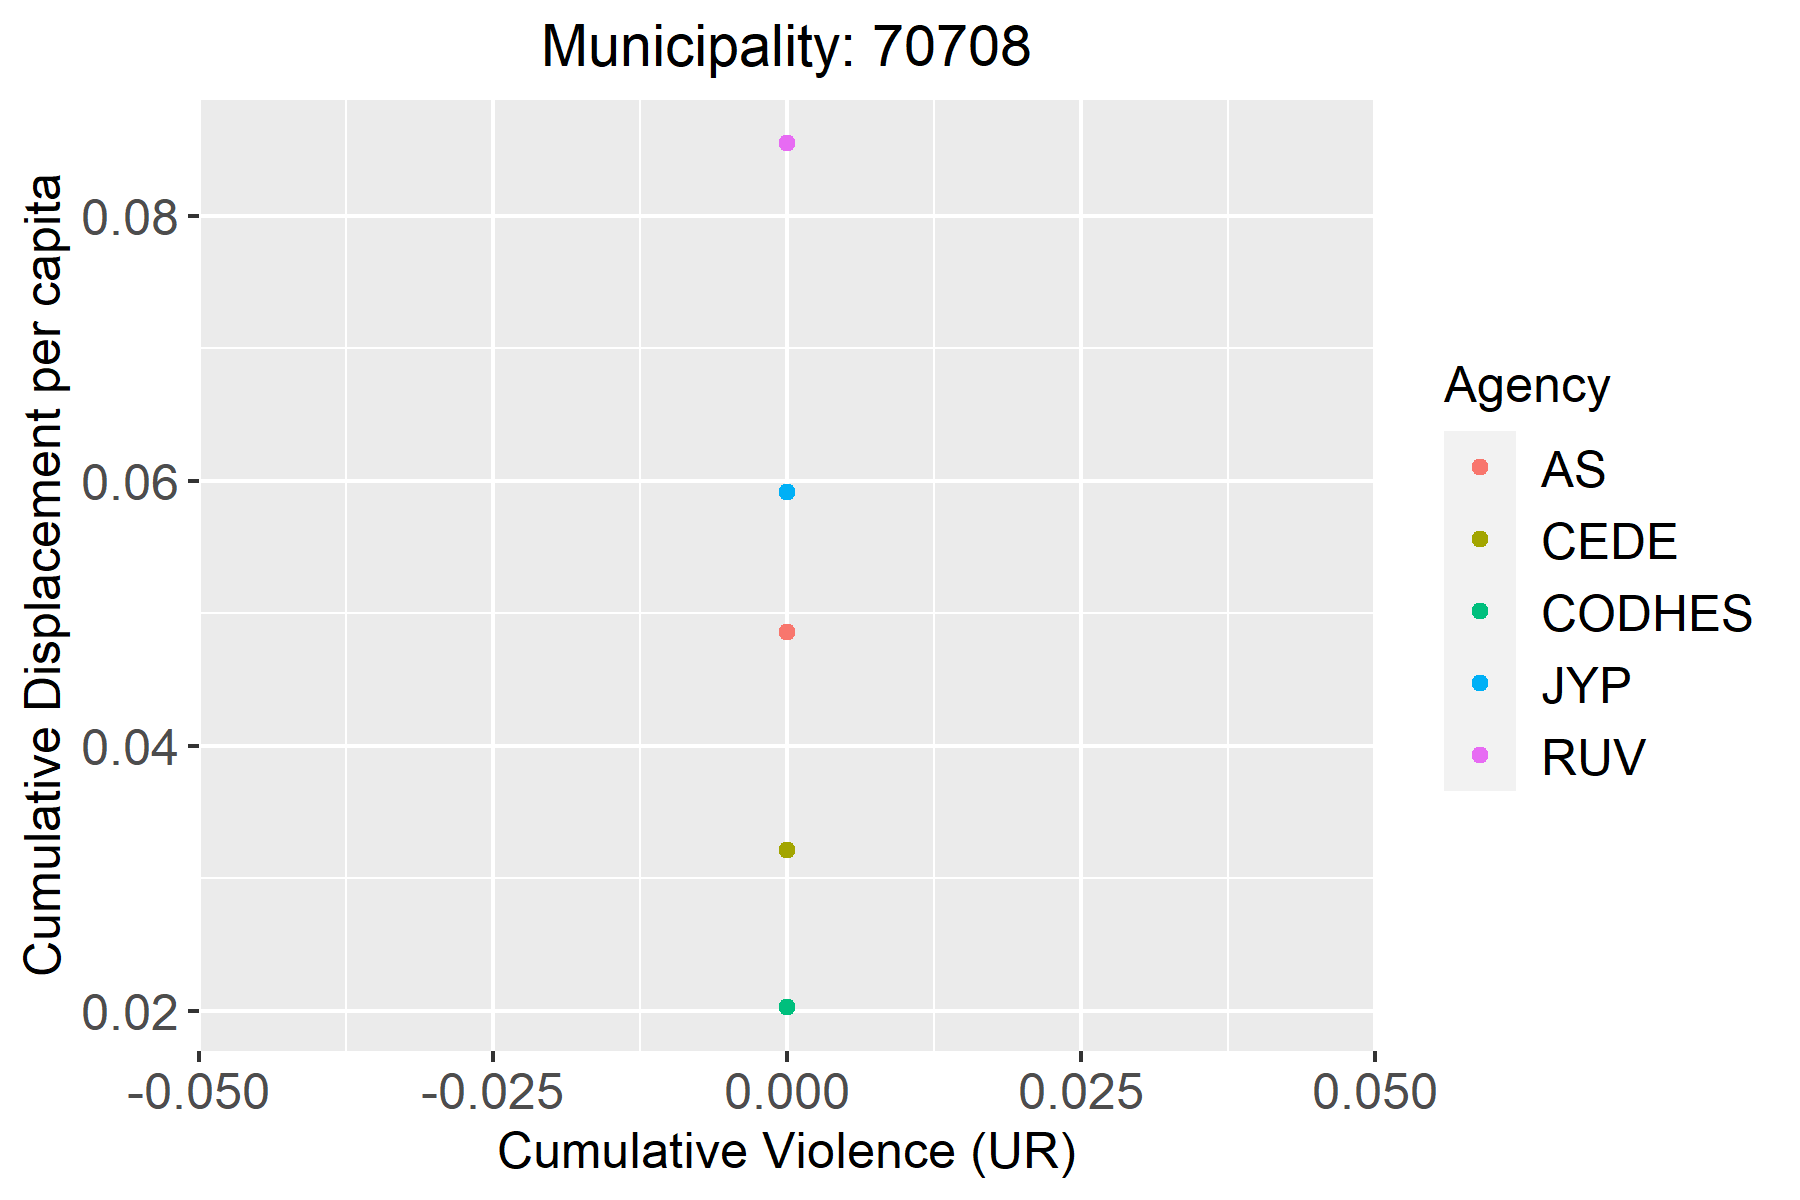 Municipality: 70708
Cumulative Displacement per capita
0.08
0.06
0.04
0.02
-0.050 -0.025 0.000 0.025 0.050
Cumulative Violence (UR)
Agency
AS
CEDE
CODHES
JYP
RUV